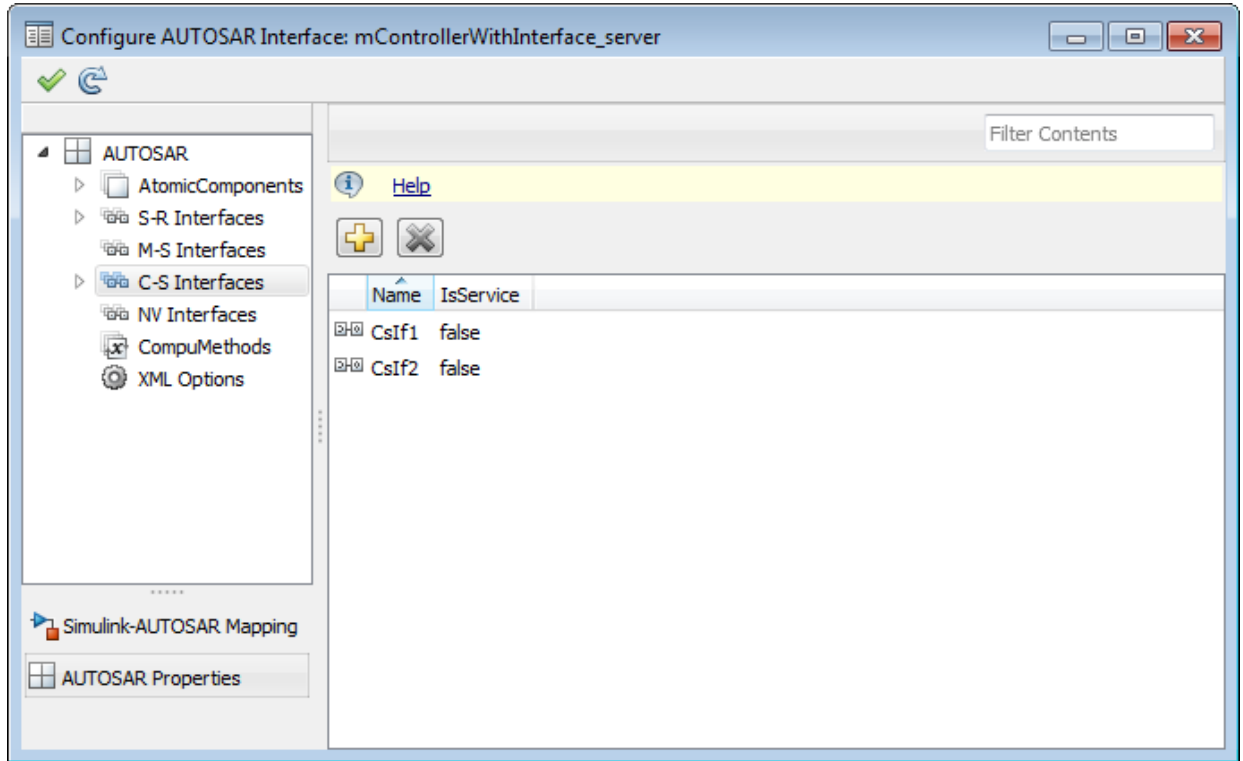 Configure AUTOSAR Interface: mControllerWithInterface_server
Filter Contents
AUTOSAR
AtomicComponents
S-R Interfaces
M-S Interfaces
C-S Interfaces
NV Interfaces
CompuMethods
XML Options
Simulink-AUTOSAR Mapping
AUTOSAR Properties
Help
Name IsService
CsIf1 false
CsIf2 false